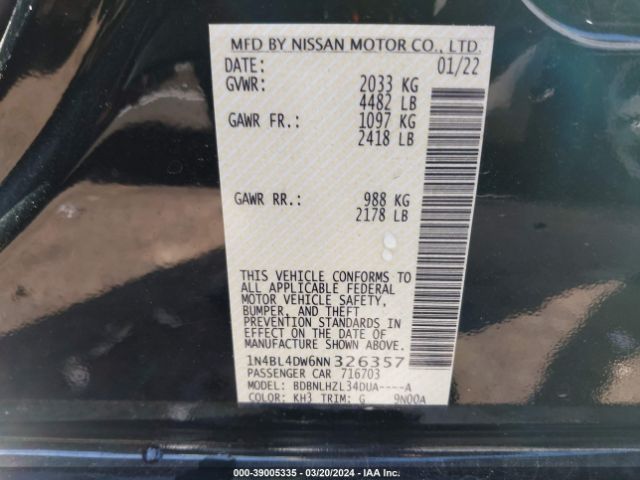 MFD BY NISSAN MOTOR CO., LTD.
DATE: 01/22
GVWR: 2033 KG
4482 LB
GAWR FR.: 1097 KG
2418 LB
GAWR RR.: 988 KG
2178 LB
THIS VEHICLE CONFORMS TO
ALL APPLICABLE FEDERAL
MOTOR VEHICLE SAFETY,
BUMPER, AND THEFT
PREVENTION STANDARDS IN
EFFECT ON THE DATE OF
MANUFACTURE SHOWN ABOVE.
1N4BL4DW6NN326357
PASSENGER CAR 716703
MODEL: BDBNLHZL34DUA----A
COLOR: KH3 TRIM: G 9N00A
000-39005335 - 03/20/2024 - IAA Inc.